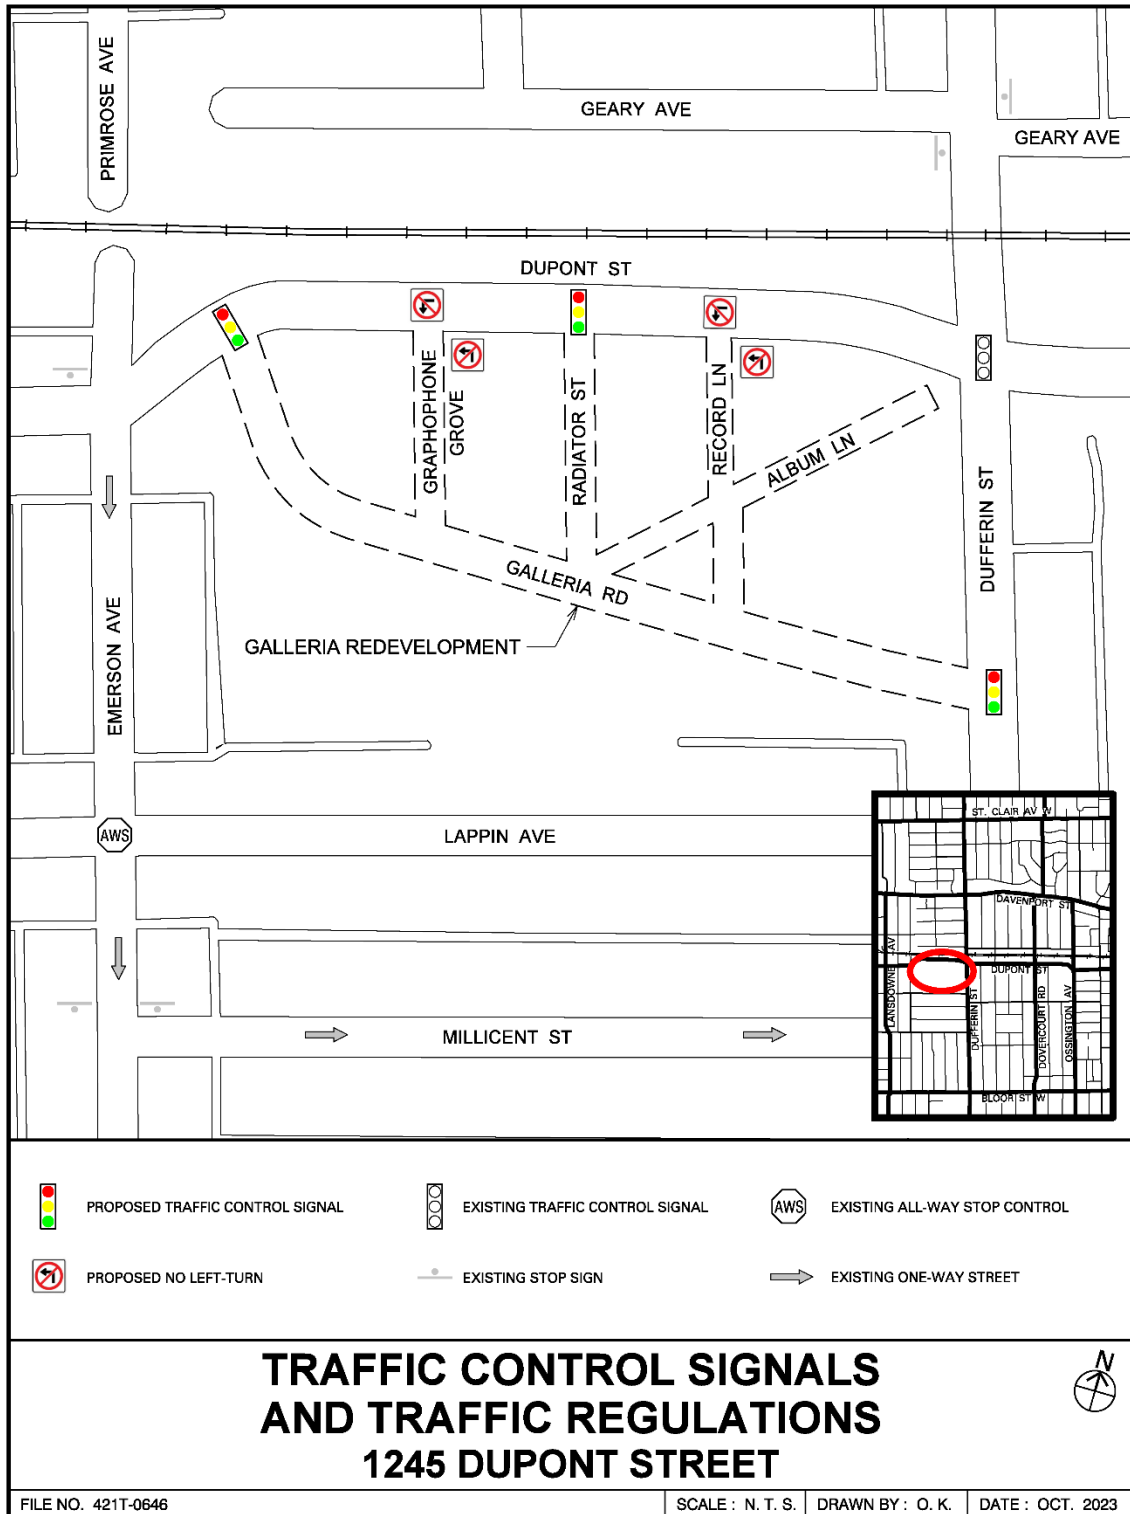 PRIMROSE AVE
GEARY AVE
GEARY AVE
DUPONT ST
GRAPHOPHONE
GROVE
RADIATOR ST
RECORD LN
ALBUM LN
DUFFERIN ST
GALLERIA RD
GALLERIA REDEVELOPMENT
EMERSON AVE
AWS
LAPPIN AVE
MILLICENT ST
ST. CLAIR AV W
DAVENPORT ST
LANSDOWNE AV
DUPONT ST
DUFFERIN ST
DOVERCOURT RD
OSSINGTON AV
BLOOR ST W
PROPOSED TRAFFIC CONTROL SIGNAL
EXISTING TRAFFIC CONTROL SIGNAL
AWS
EXISTING ALL-WAY STOP CONTROL
PROPOSED NO LEFT-TURN
EXISTING STOP SIGN
EXISTING ONE-WAY STREET
TRAFFIC CONTROL SIGNALS
AND TRAFFIC REGULATIONS
1245 DUPONT STREET
N
FILE NO. 421T-0646
SCALE : N. T. S.
DRAWN BY : O. K.
DATE : OCT. 2023